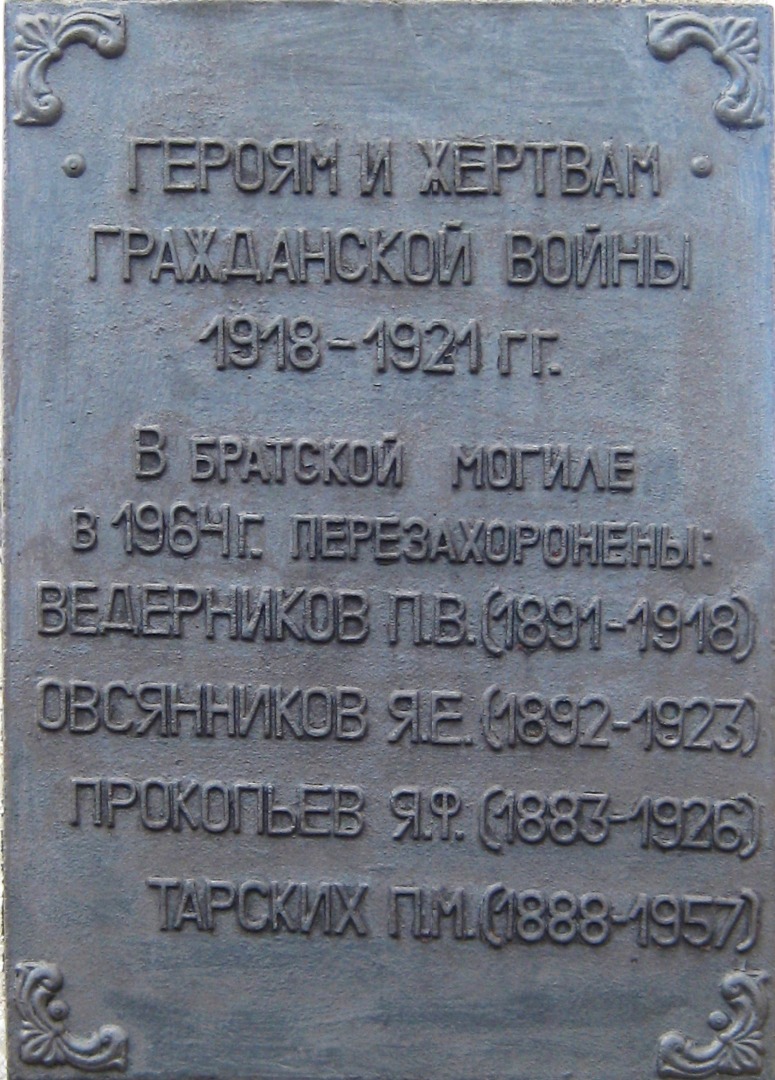 ГЕРОЯМ И ЖЕРТВАМ
ГРАЖДАНСКОЙ ВОЙНЫ
1918-1921 гг.
В БРАТСКОЙ МОГИЛЕ
В 1964 г. ПЕРЕЗАХОРОНЕНЫ:
ВЕДЕРНИКОВ П.В.(1891-1918)
ОВСЯННИКОВ Я.Е.(1892-1923)
ПРОКОПЬЕВ Я.Ф.(1883-1926)
ТАРСКИХ П.М.(1888-1957)